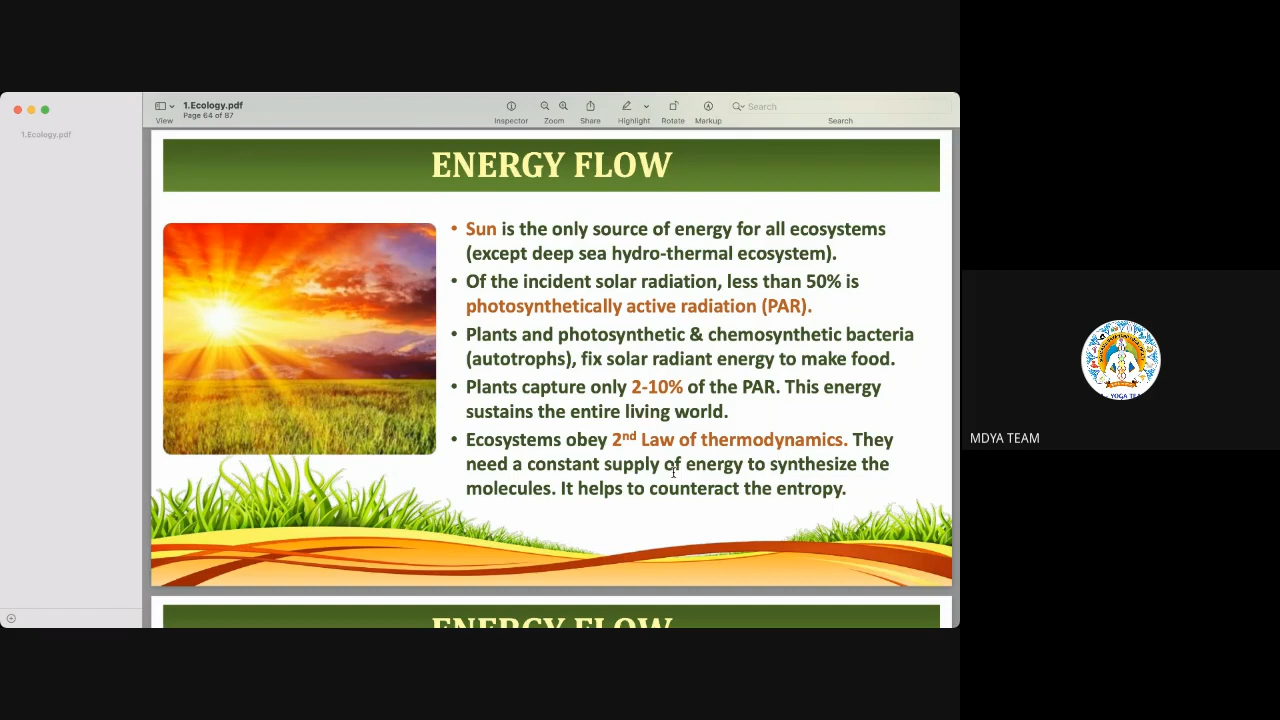 1.Ecology.pdf
Page 64 of 87
View
Inspector
Zoom
Share
Highlight
Rotate
Markup
Search
Search
1.Ecology.pdf
ENERGY FLOW
• Sun is the only source of energy for all ecosystems
(except deep sea hydro-thermal ecosystem).
• Of the incident solar radiation, less than 50% is
photosynthetically active radiation (PAR).
• Plants and photosynthetic & chemosynthetic bacteria
(autotrophs), fix solar radiant energy to make food.
• Plants capture only 2-10% of the PAR. This energy
sustains the entire living world.
• Ecosystems obey 2nd Law of thermodynamics. They
need a constant supply of energy to synthesize the
molecules. It helps to counteract the entropy.
ENERGY FLOW
MDYA TEAM